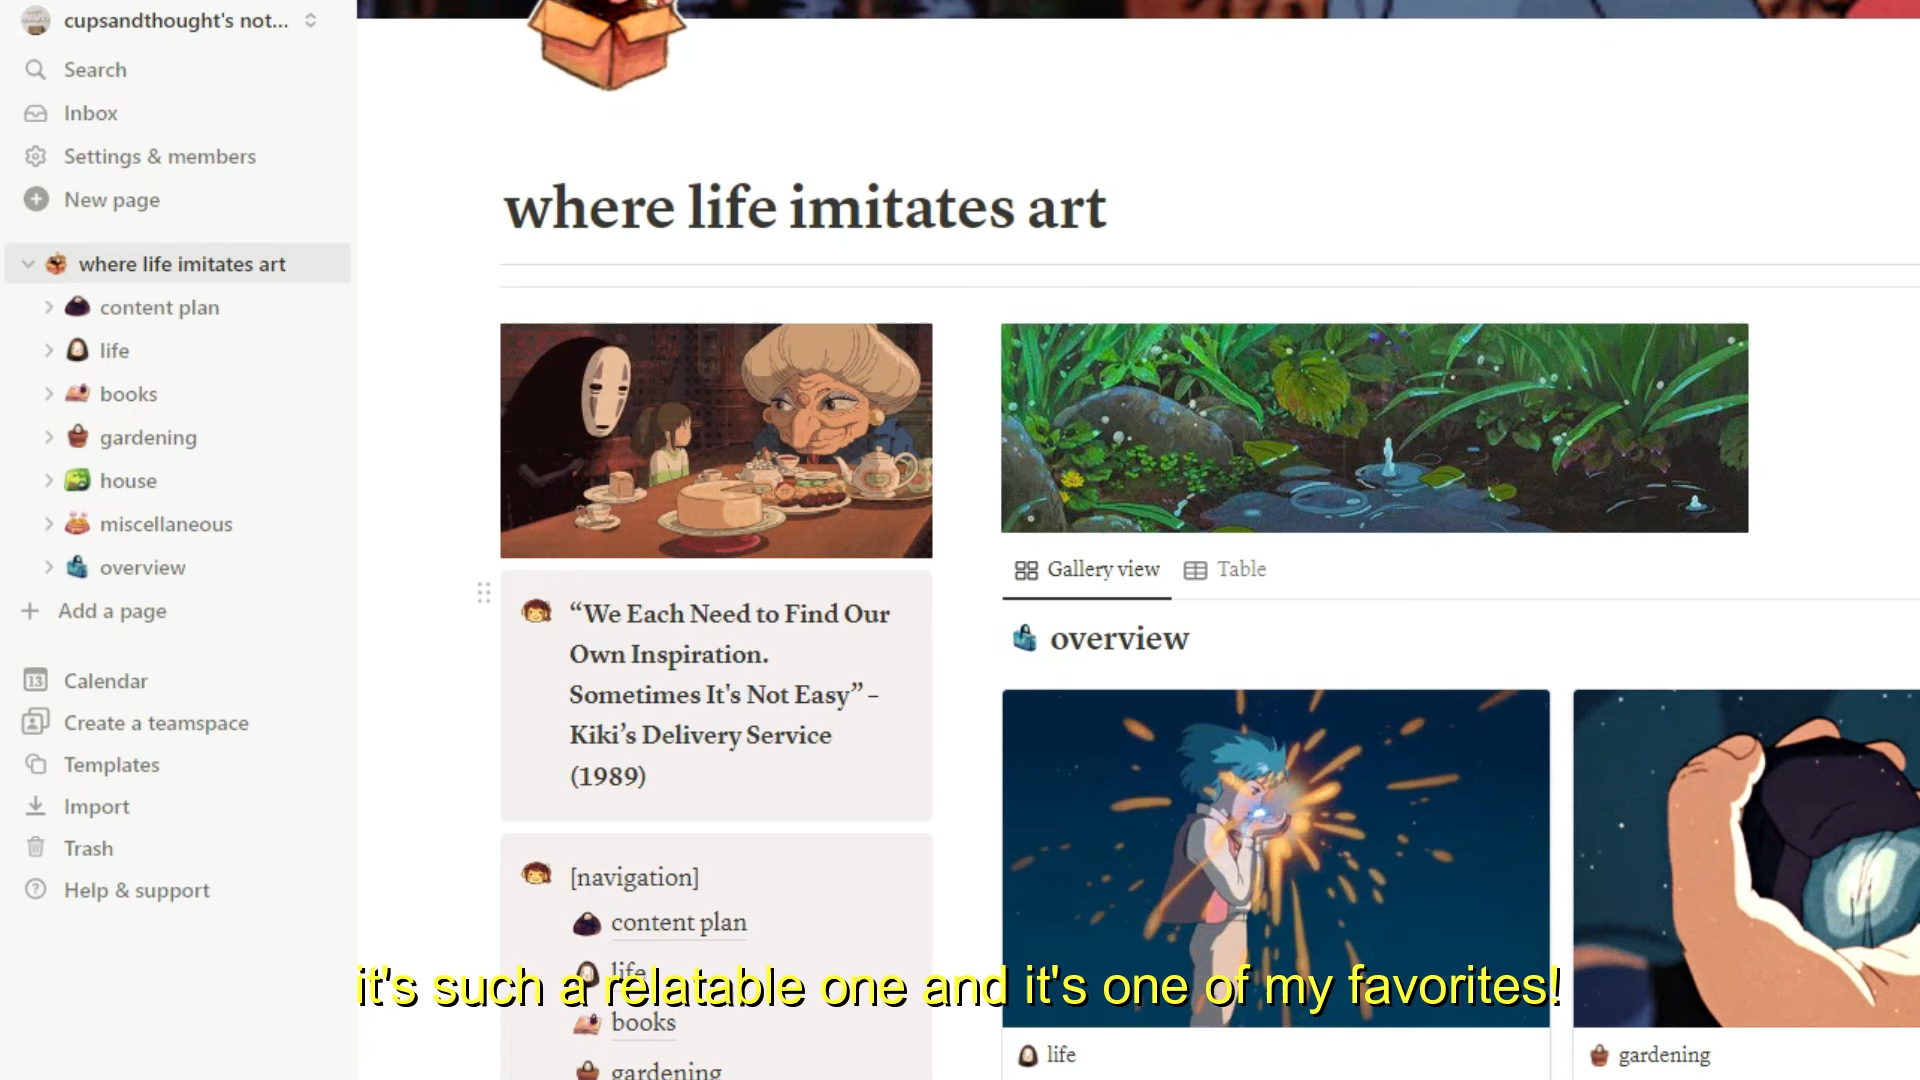 cupsandthought's not...
Search
Inbox
Settings & members
New page
where life imitates art
content plan
life
books
gardening
house
miscellaneous
overview
Add a page
13
Calendar
Create a teamspace
Templates
Import
Trash
Help & support
where life imitates art
“We Each Need to Find Our
Own Inspiration.
Sometimes It's Not Easy” –
Kiki’s Delivery Service
(1989)
[navigation]
content plan
life
books
gardening
Gallery view
Table
overview
life
gardening
it's such a relatable one and it's one of my favorites!